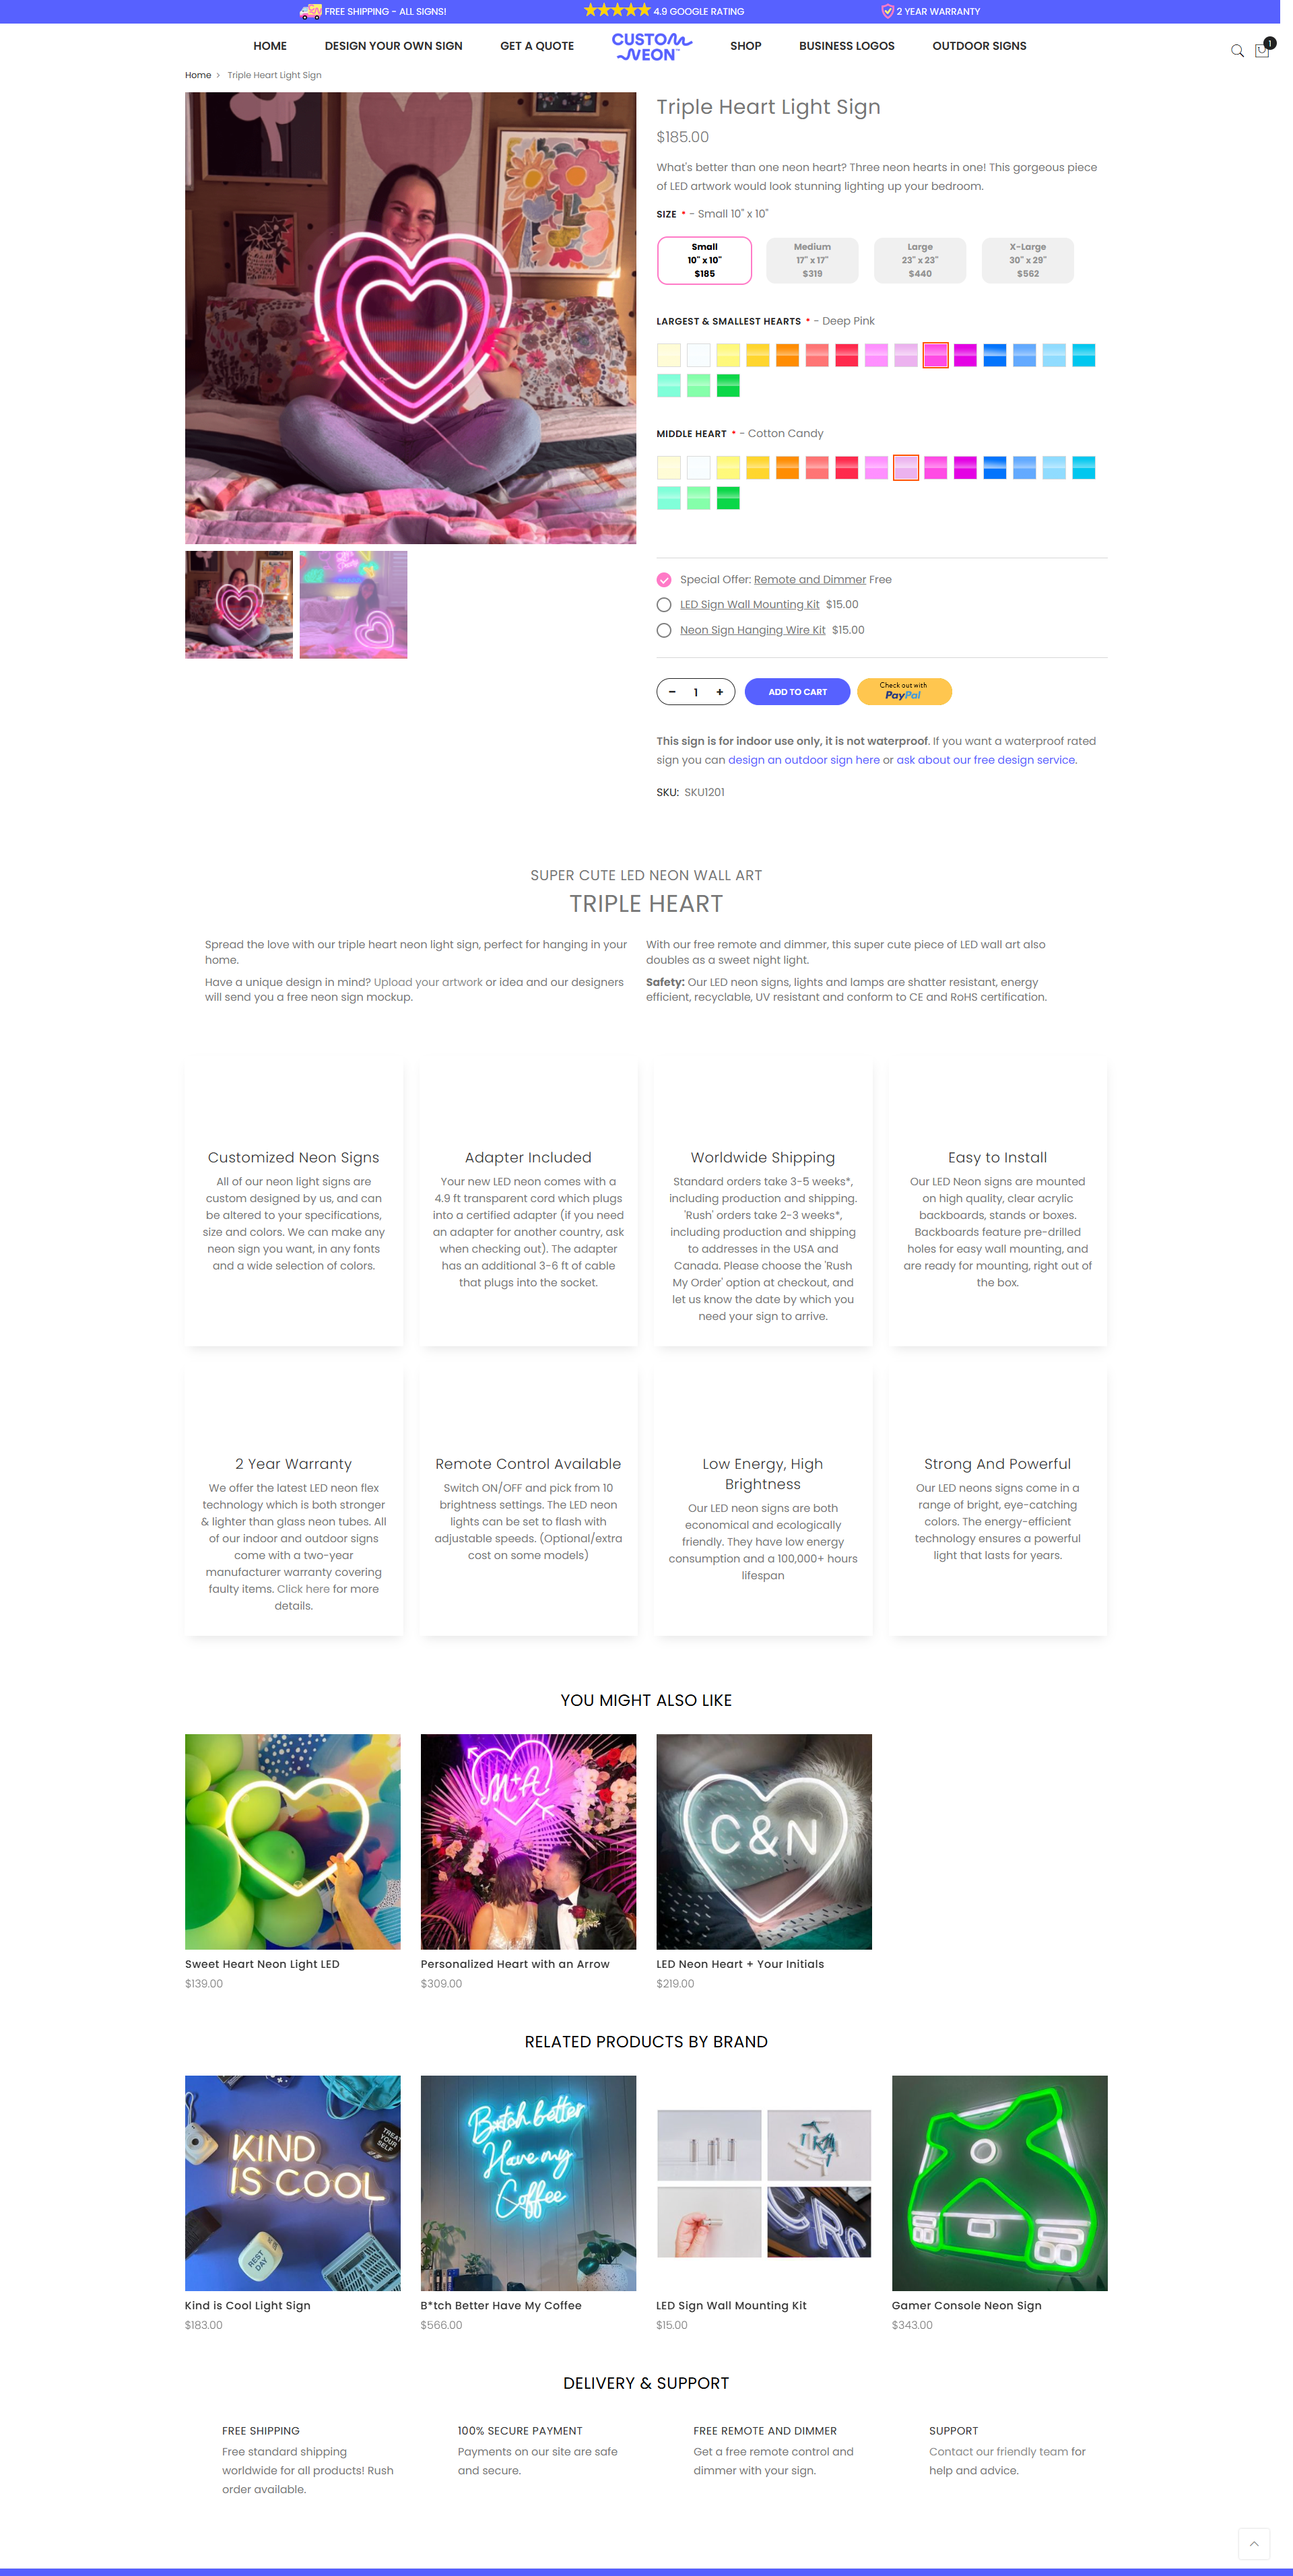 FREE SHIPPING - ALL SIGNS!
4.9 GOOGLE RATING
2 YEAR WARRANTY
HOME
DESIGN YOUR OWN SIGN
GET A QUOTE
CUSTOM
NEON
SHOP
BUSINESS LOGOS
OUTDOOR SIGNS
1
Home > Triple Heart Light Sign
Triple Heart Light Sign
$185.00
What's better than one neon heart? Three neon hearts in one! This gorgeous piece
of LED artwork would look stunning lighting up your bedroom.
SIZE * - Small 10" x 10"
Small
10" x 10"
$185
Medium
17" x 17"
$319
Large
23" x 23"
$440
X-Large
30" x 29"
$562
LARGEST & SMALLEST HEARTS * - Deep Pink
MIDDLE HEART * - Cotton Candy
Special Offer: Remote and Dimmer Free
LED Sign Wall Mounting Kit $15.00
Neon Sign Hanging Wire Kit $15.00
- 1 +
ADD TO CART
Check out with
PayPal
This sign is for indoor use only, it is not waterproof. If you want a waterproof rated
sign you can design an outdoor sign here or ask about our free design service.
SKU: SKU1201
SUPER CUTE LED NEON WALL ART
TRIPLE HEART
Spread the love with our triple heart neon light sign, perfect for hanging in your
home.
Have a unique design in mind? Upload your artwork or idea and our designers
will send you a free neon sign mockup.
With our free remote and dimmer, this super cute piece of LED wall art also
doubles as a sweet night light.
Safety: Our LED neon signs, lights and lamps are shatter resistant, energy
efficient, recyclable, UV resistant and conform to CE and RoHS certification.
Customized Neon Signs
All of our neon light signs are
custom designed by us, and can
be altered to your specifications,
size and colors. We can make any
neon sign you want, in any fonts
and a wide selection of colors.
Adapter Included
Your new LED neon comes with a
4.9 ft transparent cord which plugs
into a certified adapter (if you need
an adapter for another country, ask
when checking out). The adapter
has an additional 3-6 ft of cable
that plugs into the socket.
Worldwide Shipping
Standard orders take 3-5 weeks*,
including production and shipping.
'Rush' orders take 2-3 weeks*,
including production and shipping
to addresses in the USA and
Canada. Please choose the 'Rush
My Order' option at checkout, and
let us know the date by which you
need your sign to arrive.
Easy to Install
Our LED Neon signs are mounted
on high quality, clear acrylic
backboards, stands or boxes.
Backboards feature pre-drilled
holes for easy wall mounting, and
are ready for mounting, right out of
the box.
2 Year Warranty
We offer the latest LED neon flex
technology which is both stronger
& lighter than glass neon tubes. All
of our indoor and outdoor signs
come with a two-year
manufacturer warranty covering
faulty items. Click here for more
details.
Remote Control Available
Switch ON/OFF and pick from 10
brightness settings. The LED neon
lights can be set to flash with
adjustable speeds. (Optional/extra
cost on some models)
Low Energy, High
Brightness
Our LED neon signs are both
economical and ecologically
friendly. They have low energy
consumption and a 100,000+ hours
lifespan
Strong And Powerful
Our LED neons signs come in a
range of bright, eye-catching
colors. The energy-efficient
technology ensures a powerful
light that lasts for years.
YOU MIGHT ALSO LIKE
M+A
C&N
Sweet Heart Neon Light LED
$139.00
Personalized Heart with an Arrow
$309.00
LED Neon Heart + Your Initials
$219.00
RELATED PRODUCTS BY BRAND
KIND
IS COOL
TREAT
YOUR
SELF
REST
DAY
B*tch better
Have my
Coffee
Kind is Cool Light Sign
$183.00
B*tch Better Have My Coffee
$566.00
LED Sign Wall Mounting Kit
$15.00
Gamer Console Neon Sign
$343.00
DELIVERY & SUPPORT
FREE SHIPPING
Free standard shipping
worldwide for all products! Rush
order available.
100% SECURE PAYMENT
Payments on our site are safe
and secure.
FREE REMOTE AND DIMMER
Get a free remote control and
dimmer with your sign.
SUPPORT
Contact our friendly team for
help and advice.